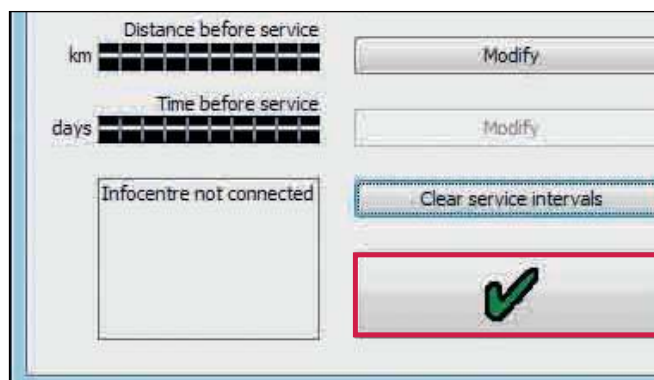 Distance before service
km
Modify
Time before service
days
Modify
Infocentre not connected
Clear service intervals